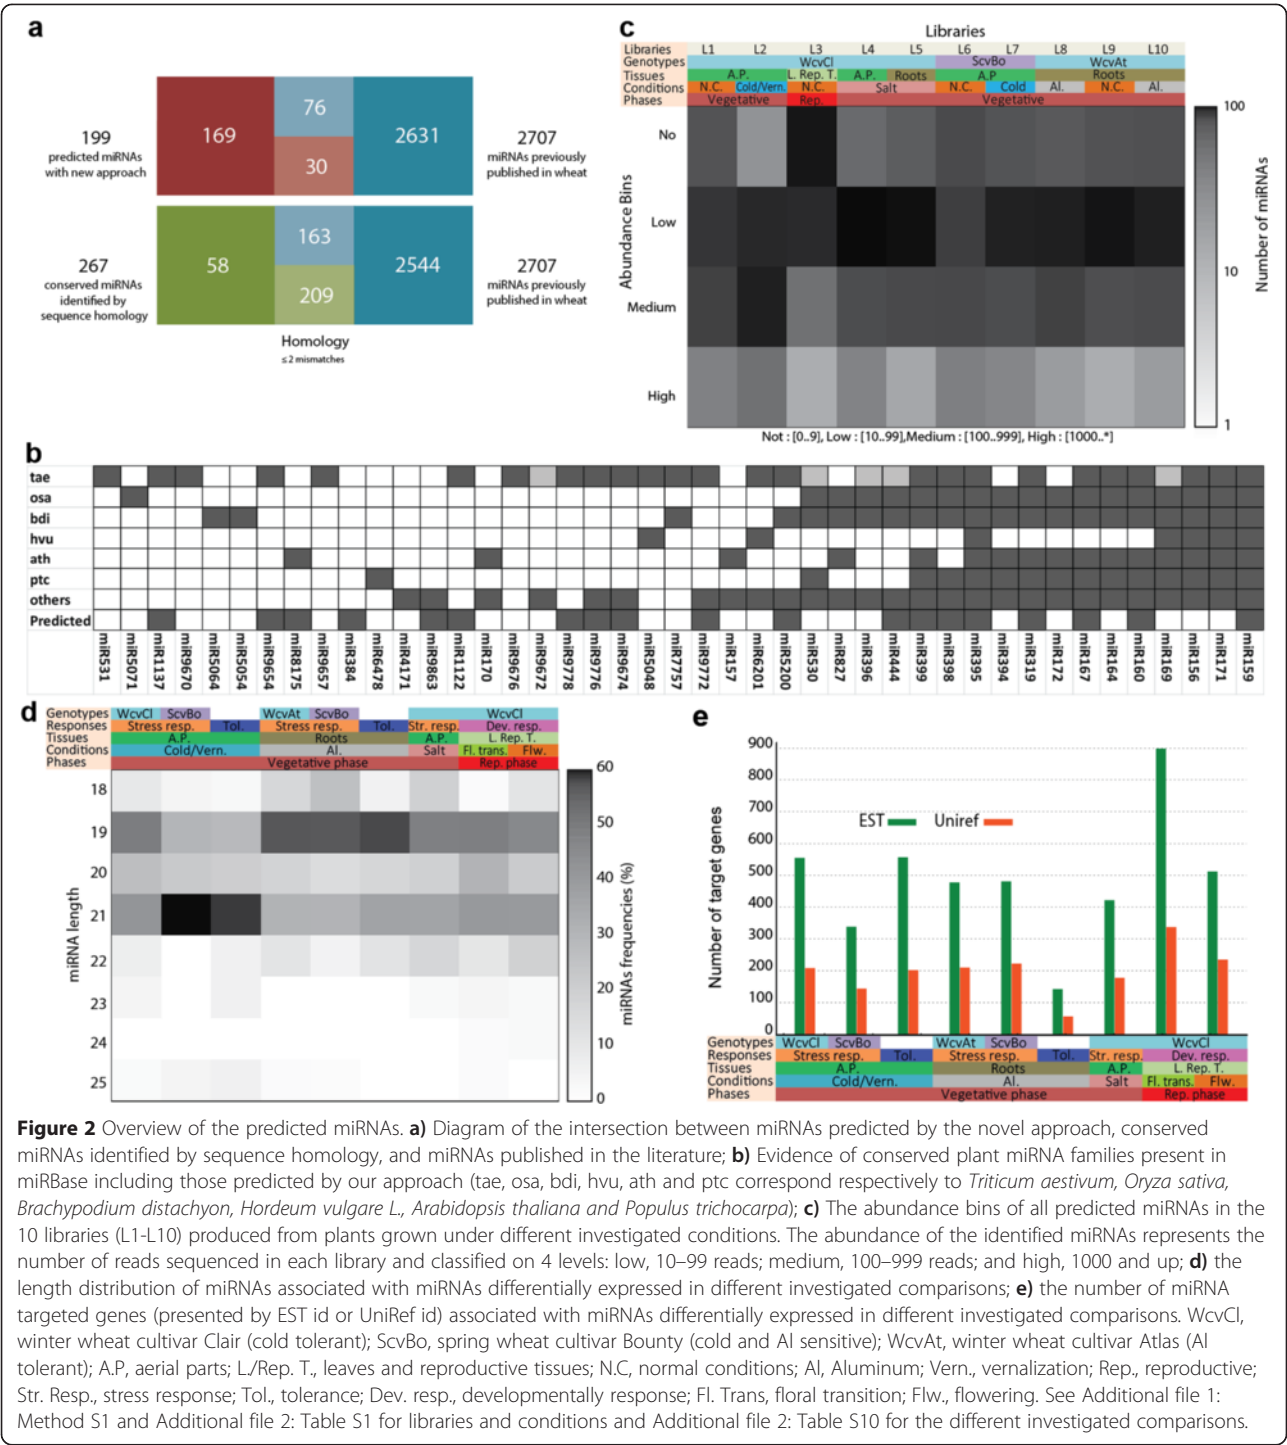 a
199
predicted miRNAs
with new approach
169
76
30
2631
2707
miRNAs previously
published in wheat
267
conserved miRNAs
identified by
sequence homology
58
163
209
2544
2707
miRNAs previously
published in wheat
Homology
≤ 2 mismatches
c
Libraries
Libraries L1 L2 L3 L4 L5 L6 L7 L8 L9 L10
Genotypes WcvCl ScvBo WcvAt
Tissues A.P. L. Rep. T. A.P. Roots A.P Roots
Conditions N.C. Cold/Vern. N.C. Salt N.C. Cold Al. N.C. Al.
Phases Vegetative Rep. Vegetative
Abundance Bins
No
Low
Medium
High
Number of miRNAs
100
10
1
Not : [0..9], Low : [10..99],Medium : [100..999], High : [1000..*]
b
tae
osa
bdi
hvu
ath
ptc
others
Predicted
miR531 miR5071 miR1137 miR9670 miR5064 miR5054 miR9654 miR8175 miR9657 miR384 miR6478 miR4171 miR9863 miR1122 miR170 miR9676 miR9672 miR9778 miR9776 miR9674 miR5048 miR7757 miR9772 miR157 miR6201 miR5200 miR530 miR827 miR396 miR444 miR399 miR398 miR395 miR394 miR319 miR172 miR167 miR164 miR160 miR169 miR156 miR171 miR159
d
Genotypes WcvCl ScvBo WcvAt ScvBo WcvCl
Responses Stress resp. Tol. Stress resp. Tol. Str. resp. Dev. resp.
Tissues A.P. Roots A.P. L. Rep. T.
Conditions Cold/Vern. Al. Salt Fl. trans. Flw.
Phases Vegetative phase Rep. phase
miRNA length
18
19
20
21
22
23
24
25
miRNAs frequencies (%)
60
50
40
30
20
10
0
e
Number of target genes
900
800
700
600
500
400
300
200
100
0
EST Uniref
Genotypes WcvCl ScvBo WcvAt ScvBo WcvCl
Responses Stress resp. Tol. Stress resp. Tol. Str. resp. Dev. resp.
Tissues A.P. Roots A.P. L. Rep. T.
Conditions Cold/Vern. Al. Salt Fl. trans. Flw.
Phases Vegetative phase Rep. phase
Figure 2 Overview of the predicted miRNAs. a) Diagram of the intersection between miRNAs predicted by the novel approach, conserved
miRNAs identified by sequence homology, and miRNAs published in the literature; b) Evidence of conserved plant miRNA families present in
miRBase including those predicted by our approach (tae, osa, bdi, hvu, ath and ptc correspond respectively to Triticum aestivum, Oryza sativa,
Brachypodium distachyon, Hordeum vulgare L., Arabidopsis thaliana and Populus trichocarpa); c) The abundance bins of all predicted miRNAs in the
10 libraries (L1-L10) produced from plants grown under different investigated conditions. The abundance of the identified miRNAs represents the
number of reads sequenced in each library and classified on 4 levels: low, 10–99 reads; medium, 100–999 reads; and high, 1000 and up; d) the
length distribution of miRNAs associated with miRNAs differentially expressed in different investigated comparisons; e) the number of miRNA
targeted genes (presented by EST id or UniRef id) associated with miRNAs differentially expressed in different investigated comparisons. WcvCl,
winter wheat cultivar Clair (cold tolerant); ScvBo, spring wheat cultivar Bounty (cold and Al sensitive); WcvAt, winter wheat cultivar Atlas (Al
tolerant); A.P, aerial parts; L./Rep. T., leaves and reproductive tissues; N.C, normal conditions; Al, Aluminum; Vern., vernalization; Rep., reproductive;
Str. Resp., stress response; Tol., tolerance; Dev. resp., developmentally response; Fl. Trans, floral transition; Flw., flowering. See Additional file 1:
Method S1 and Additional file 2: Table S1 for libraries and conditions and Additional file 2: Table S10 for the different investigated comparisons.